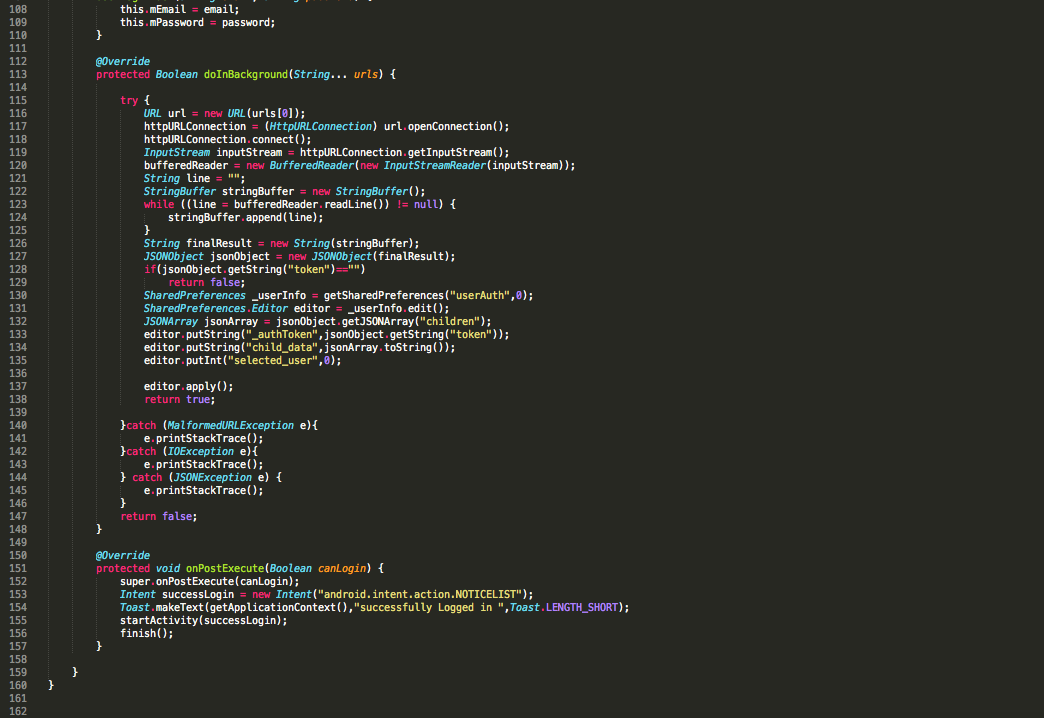 108 this.mEmail = email;
109 this.mPassword = password;
110 }
111
112 @Override
113 protected Boolean doInBackground(String... urls) {
114
115 try {
116 URL url = new URL(urls[0]);
117 httpURLConnection = (HttpURLConnection) url.openConnection();
118 httpURLConnection.connect();
119 InputStream inputStream = httpURLConnection.getInputStream();
120 bufferedReader = new BufferedReader(new InputStreamReader(inputStream));
121 String line = "";
122 StringBuffer stringBuffer = new StringBuffer();
123 while ((line = bufferedReader.readLine()) != null) {
124 stringBuffer.append(line);
125 }
126 String finalResult = new String(stringBuffer);
127 JSONObject jsonObject = new JSONObject(finalResult);
128 if(jsonObject.getString("token")=="")
129 return false;
130 SharedPreferences _userInfo = getSharedPreferences("userAuth",0);
131 SharedPreferences.Editor editor = _userInfo.edit();
132 JSONArray jsonArray = jsonObject.getJSONArray("children");
133 editor.putString("_authToken",jsonObject.getString("token"));
134 editor.putString("child_data",jsonArray.toString());
135 editor.putInt("selected_user",0);
136
137 editor.apply();
138 return true;
139
140 }catch (MalformedURLException e){
141 e.printStackTrace();
142 }catch (IOException e){
143 e.printStackTrace();
144 } catch (JSONException e) {
145 e.printStackTrace();
146 }
147 return false;
148 }
149
150 @Override
151 protected void onPostExecute(Boolean canLogin) {
152 super.onPostExecute(canLogin);
153 Intent successLogin = new Intent("android.intent.action.NOTICELIST");
154 Toast.makeText(getApplicationContext(),"successfully Logged in ",Toast.LENGTH_SHORT);
155 startActivity(successLogin);
156 finish();
157 }
158
159 }
160 }
161
162